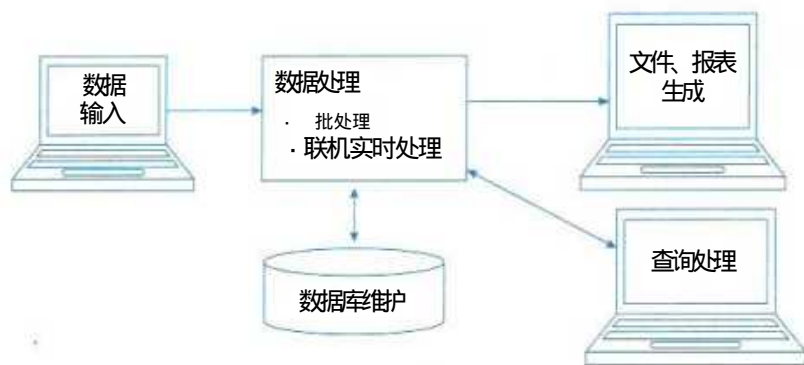 数据
输入
数据处理
· 批处理
·联机实时处理
文件、报表
生成
数据库维护
查询处理